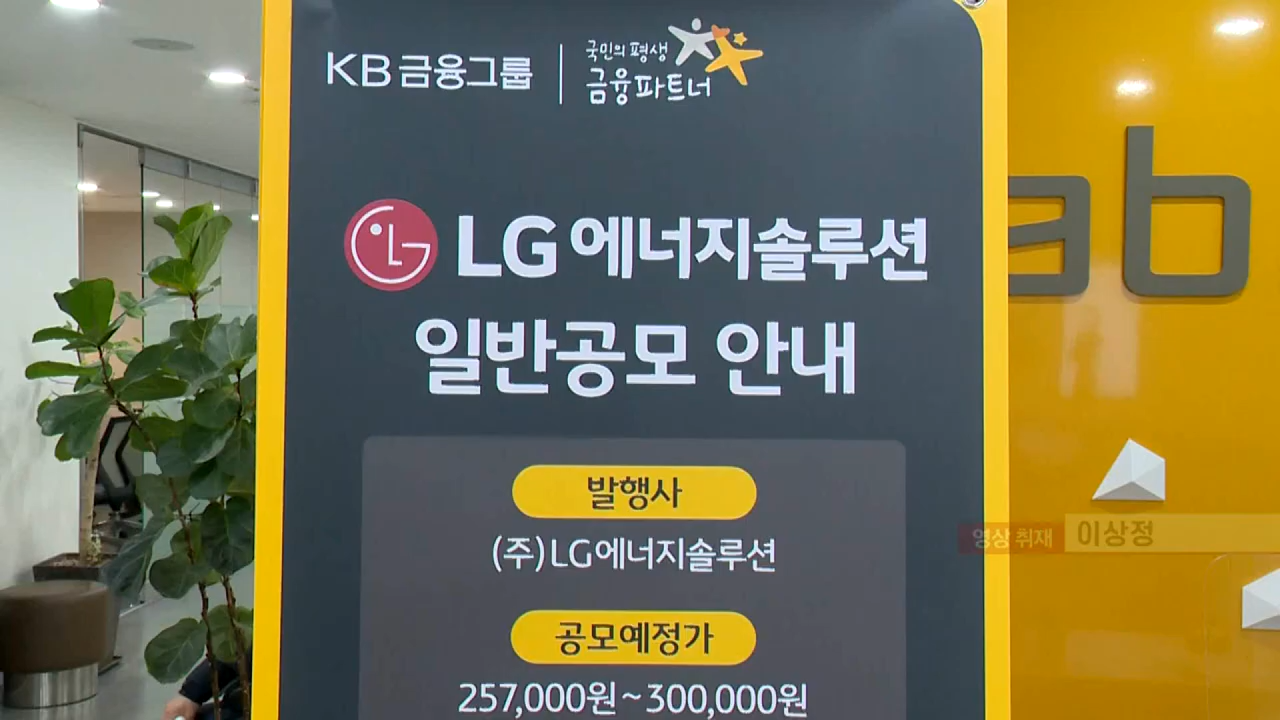 KB 금융그룹
국민의 평생
금융파트너
LG 에너지솔루션
일반공모 안내
발행사
(주)LG에너지솔루션
공모예정가
257,000원~300,000원
ab
영상 취재 이상정